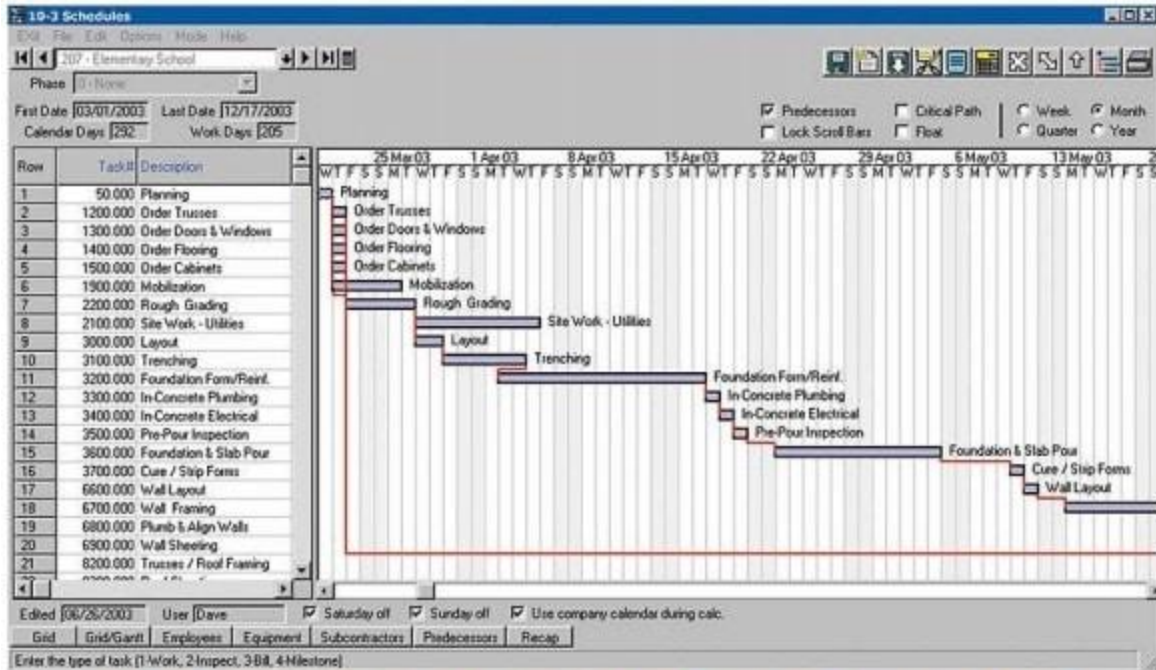 10-3 Schedules
Exit File Edit Options Mode Help
207 - Elementary School
Phase 0 - None
First Date 03/01/2003 Last Date 12/17/2003
Calendar Days 292 Work Days 205
Predecessors Critical Path Week Month
Lock Scroll Bars Float Quarter Year
Row Task# Description
25 Mar 03 1 Apr 03 8 Apr 03 15 Apr 03 22 Apr 03 29 Apr 03 6 May 03 13 May 03
W T F S S M T W T F S S M T W T F S S M T W T F S S M T W T F S S M T W T F S S M T W T F S S M T W T F S S M T W T F S
1 50.000 Planning Planning
2 1200.000 Order Trusses Order Trusses
3 1300.000 Order Doors & Windows Order Doors & Windows
4 1400.000 Order Flooring Order Flooring
5 1500.000 Order Cabinets Order Cabinets
6 1900.000 Mobilization Mobilization
7 2200.000 Rough Grading Rough Grading
8 2100.000 Site Work - Utilities Site Work - Utilities
9 3000.000 Layout Layout
10 3100.000 Trenching Trenching
11 3200.000 Foundation Form/Reinf. Foundation Form/Reinf.
12 3300.000 In-Concrete Plumbing In-Concrete Plumbing
13 3400.000 In-Concrete Electrical In-Concrete Electrical
14 3500.000 Pre-Pour Inspection Pre-Pour Inspection
15 3600.000 Foundation & Slab Pour Foundation & Slab Pour
16 3700.000 Cure / Strip Forms Cure / Strip Forms
17 6600.000 Wall Layout Wall Layout
18 6700.000 Wall Framing
19 6800.000 Plumb & Align Walls
20 6900.000 Wall Sheeting
21 8200.000 Trusses / Roof Framing
Edited 06/26/2003 User Dave Saturday off Sunday off Use company calendar during calc.
Grid Grid/Gantt Employees Equipment Subcontractors Predecessors Recap
Enter the type of task (1-Work, 2-Inspect, 3-Bill, 4-Milestone)